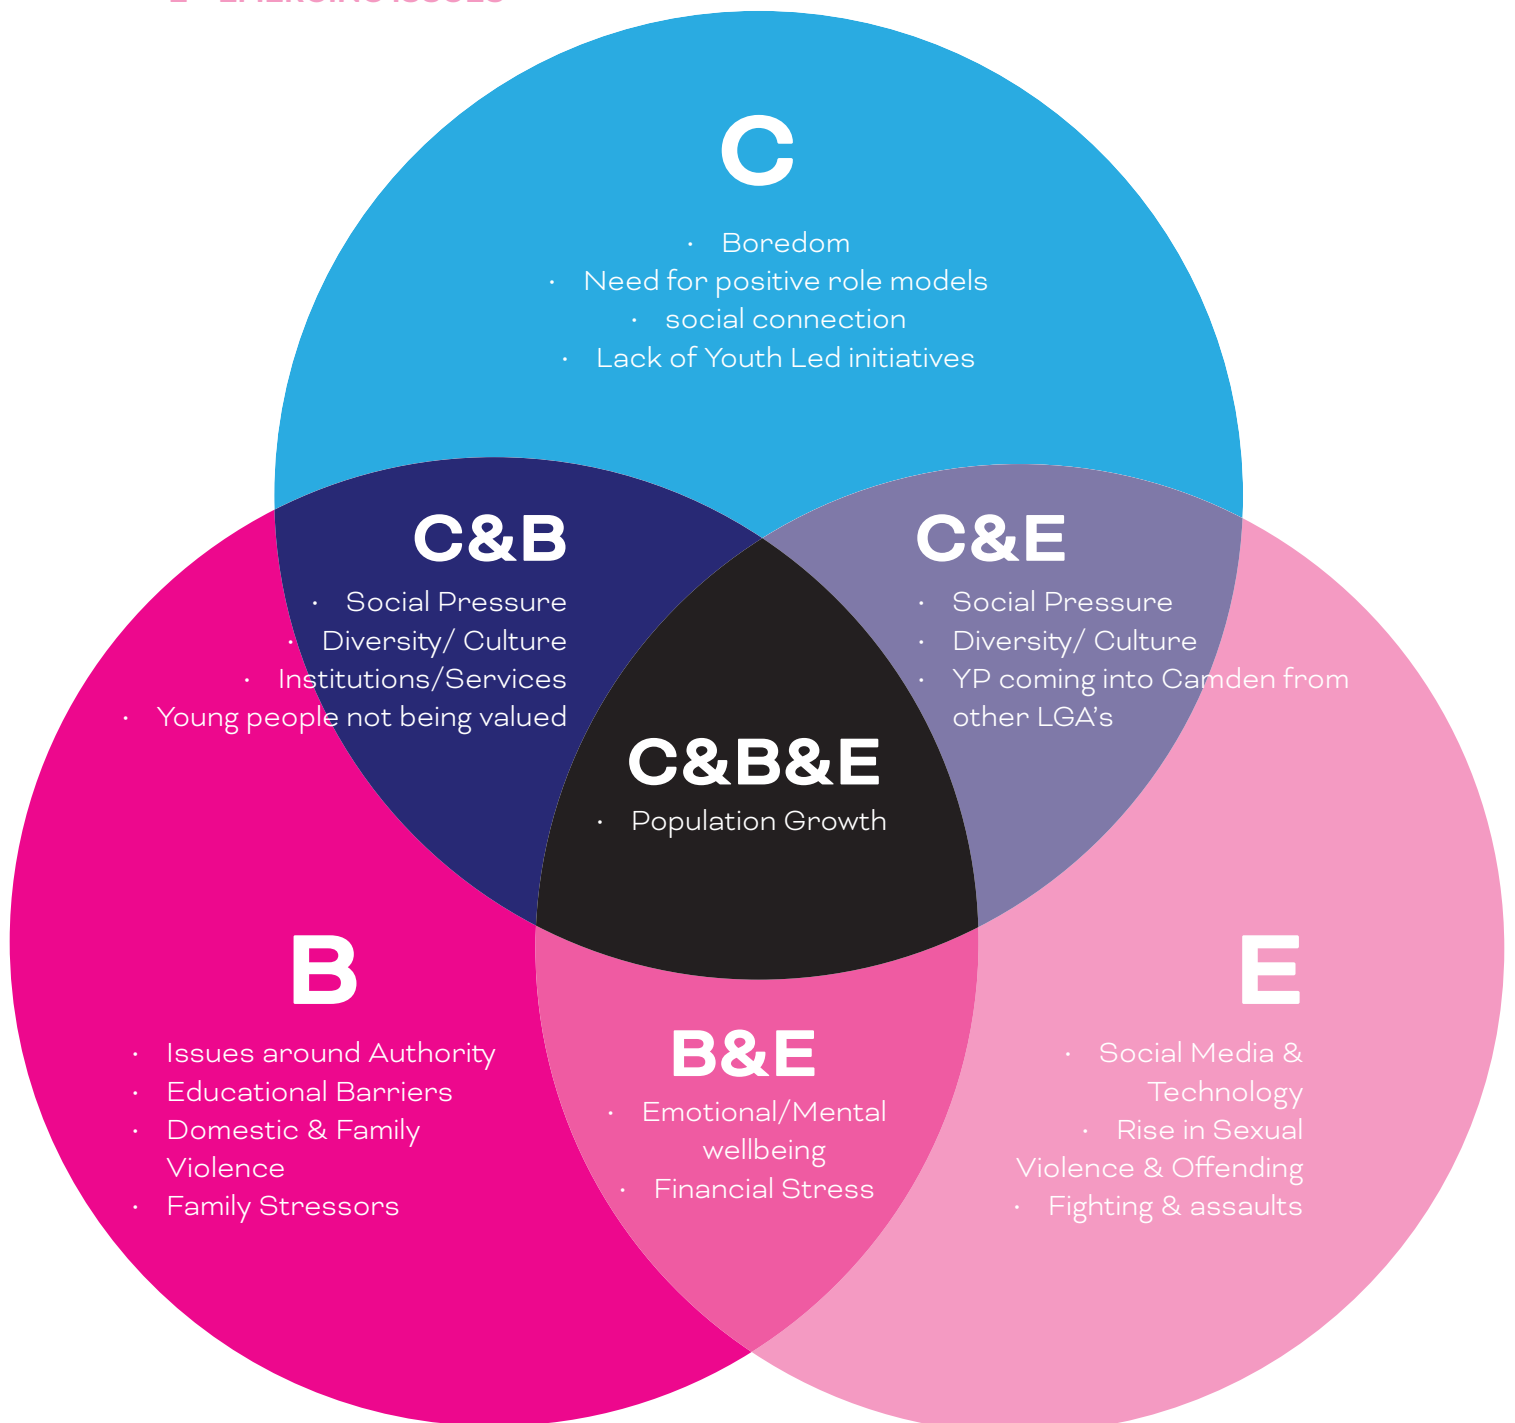 E - EMERGING ISSUES
C
· Boredom
· Need for positive role models
· social connection
· Lack of Youth Led initiatives
C&B
· Social Pressure
· Diversity/ Culture
· Institutions/Services
· Young people not being valued
C&E
· Social Pressure
· Diversity/ Culture
· YP coming into Camden from
other LGA’s
C&B&E
· Population Growth
B
· Issues around Authority
· Educational Barriers
· Domestic & Family
Violence
· Family Stressors
B&E
· Emotional/Mental
wellbeing
· Financial Stress
E
· Social Media &
Technology
· Rise in Sexual
Violence & Offending
· Fighting & assaults